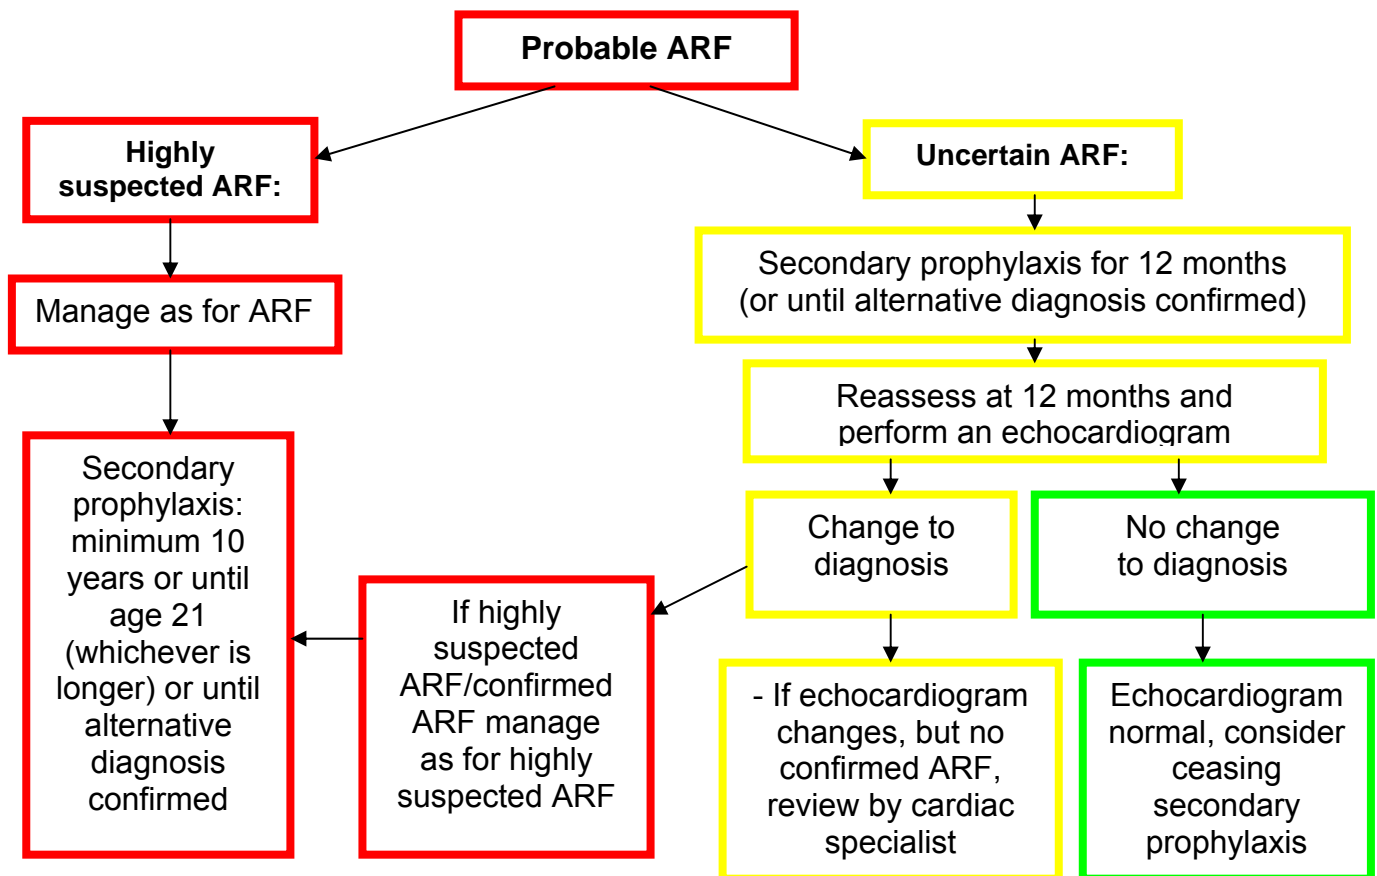 Probable ARF
Highly
suspected ARF:
Uncertain ARF:
Manage as for ARF
Secondary prophylaxis for 12 months
(or until alternative diagnosis confirmed)
Reassess at 12 months and
perform an echocardiogram
Secondary
prophylaxis:
minimum 10
years or until
age 21
(whichever is
longer) or until
alternative
diagnosis
confirmed
If highly
suspected
ARF/confirmed
ARF manage
as for highly
suspected ARF
Change to
diagnosis
No change
to diagnosis
- If echocardiogram
changes, but no
confirmed ARF,
review by cardiac
specialist
Echocardiogram
normal, consider
ceasing
secondary
prophylaxis